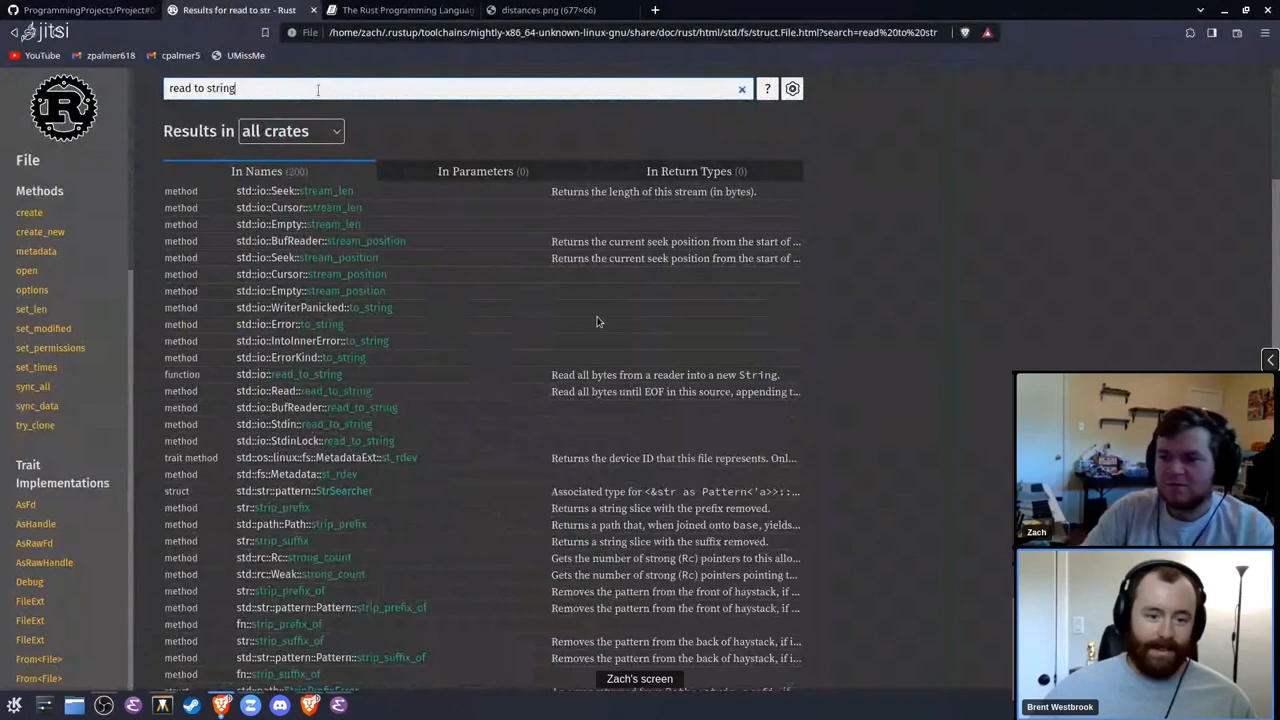 ProgrammingProjects/Project#0
Results for read to str - Rust
The Rust Programming Langua
distances.png (677×66)
jitsi
File
/home/zach/.rustup/toolchains/nightly-x86_64-unknown-linux-gnu/share/doc/rust/html/std/fs/struct.File.html?search=read%20to%20str
YouTube
zpalmer618
cpalmer5
UMissMe
read to string
?
R
Results in all crates
File
Methods
create
create_new
metadata
open
options
set_len
set_modified
set_permissions
set_times
sync_all
sync_data
try_clone
Trait
Implementations
AsFd
AsHandle
AsRawFd
AsRawHandle
Debug
FileExt
FileExt
FileExt
From<File>
From<File>
In Names (200)
In Parameters (0)
In Return Types (0)
method std::io::Seek::stream_len Returns the length of this stream (in bytes).
method std::io::Cursor::stream_len
method std::io::Empty::stream_len
method std::io::BufReader::stream_position Returns the current seek position from the start of ...
method std::io::Seek::stream_position Returns the current seek position from the start of ...
method std::io::Cursor::stream_position
method std::io::Empty::stream_position
method std::io::WriterPanicked::to_string
method std::io::Error::to_string
method std::io::IntoInnerError::to_string
method std::io::ErrorKind::to_string
function std::io::read_to_string Read all bytes from a reader into a new String.
method std::io::Read::read_to_string Read all bytes until EOF in this source, appending t...
method std::io::BufReader::read_to_string
method std::io::Stdin::read_to_string
method std::io::StdinLock::read_to_string
trait method std::os::linux::fs::MetadataExt::st_rdev Returns the device ID that this file represents. Onl...
method std::fs::Metadata::st_rdev
struct std::str::pattern::StrSearcher Associated type for <&str as Pattern<'a>>::...
method str::strip_prefix Returns a string slice with the prefix removed.
method std::path::Path::strip_prefix Returns a path that, when joined onto base, yields...
method str::strip_suffix Returns a string slice with the suffix removed.
method std::rc::Rc::strong_count Gets the number of strong (Rc) pointers to this allo...
method std::rc::Weak::strong_count Gets the number of strong (Rc) pointers pointing t...
method str::strip_prefix_of Removes the pattern from the front of haystack, if ...
method std::str::pattern::Pattern::strip_prefix_of Removes the pattern from the front of haystack, if ...
method fn::strip_prefix_of
method str::strip_suffix_of Removes the pattern from the back of haystack, if i...
method std::str::pattern::Pattern::strip_suffix_of Removes the pattern from the back of haystack, if i...
method fn::strip_suffix_of
Zach's screen
Zach
Brent Westbrook